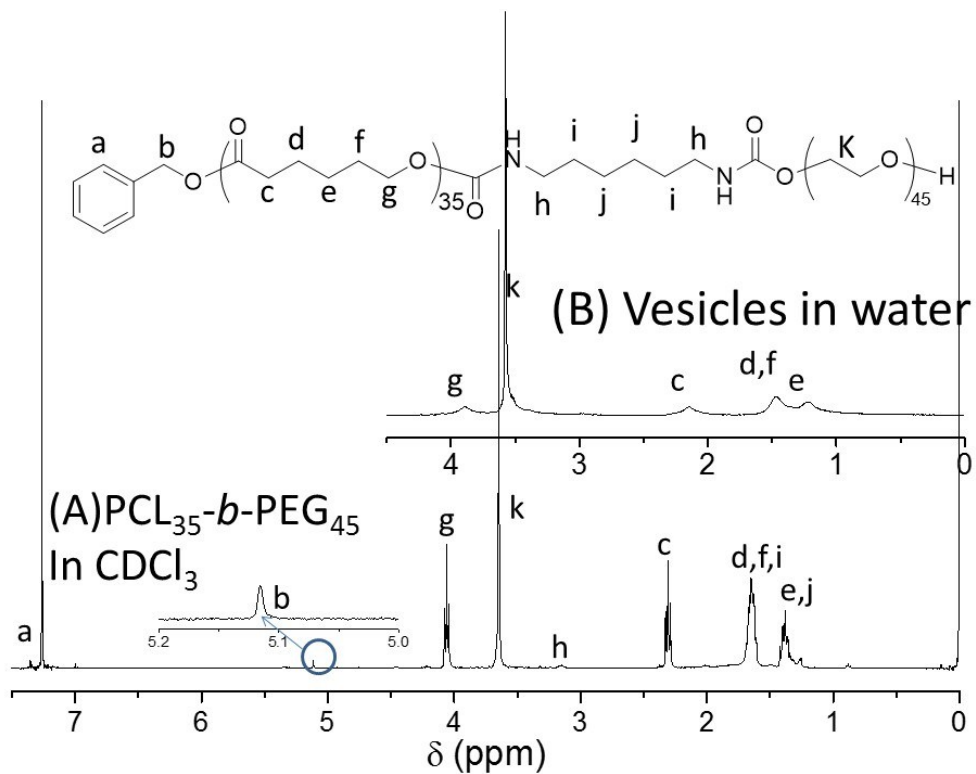 O
H
O
a
b
d
f
O
N
i
j
h
K
O
H
O
c
e
g
35
O
h
j
i
N
H
O
45
k
(B) Vesicles in water
g
c
d,f
e
4
3
2
1
0
(A)PCL35-b-PEG45
In CDCl3
g
k
c
d,f,i
e,j
b
5.2
5.1
5.0
a
h
7
6
5
4
3
2
1
0
δ (ppm)